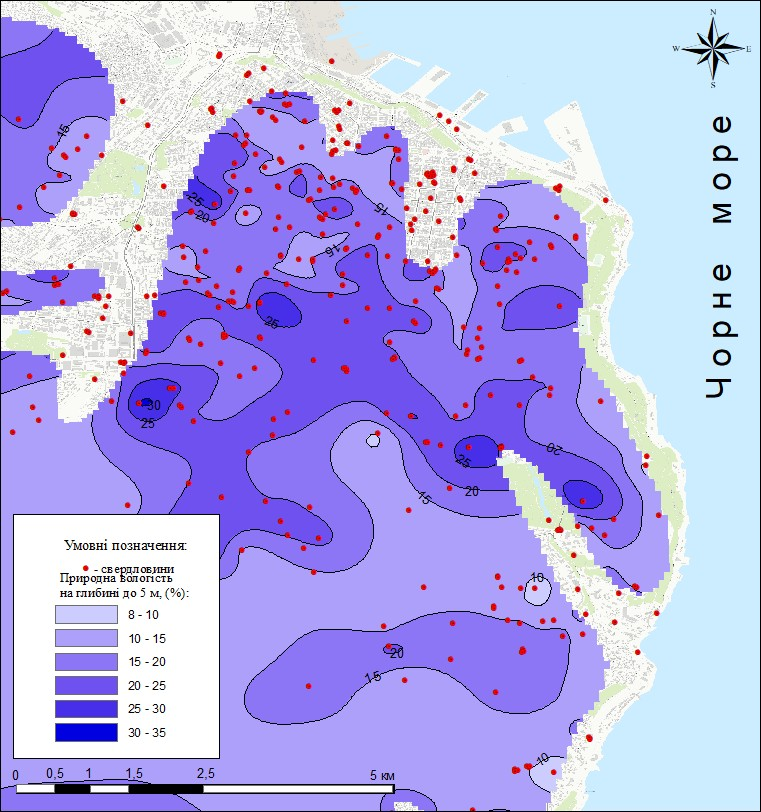 N
W E
S
Чорне море
15
25
20
15
15
25
30
25
20
25
20
15
10
20
15
10
Умовні позначення:
- свердловини
Природна вологість
на глибині до 5 м, (%):
8 - 10
10 - 15
15 - 20
20 - 25
25 - 30
30 - 35
0 0,5 1 1,5 2,5 5 км